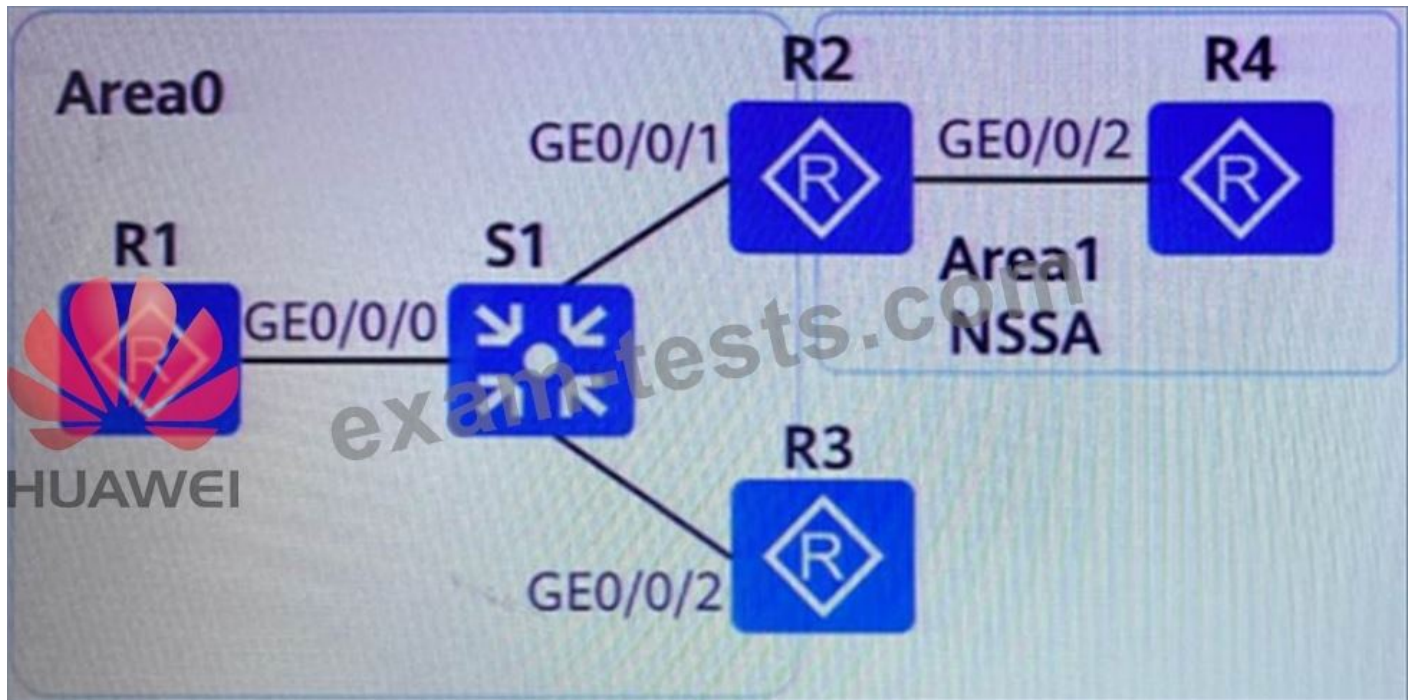 Area0
R2
R4
GE0/0/1
GE0/0/2
R1
S1
GE0/0/0
Area1
NSSA
R3
GE0/0/2
HUAWEI
exam-tests.com
R
R
R
R